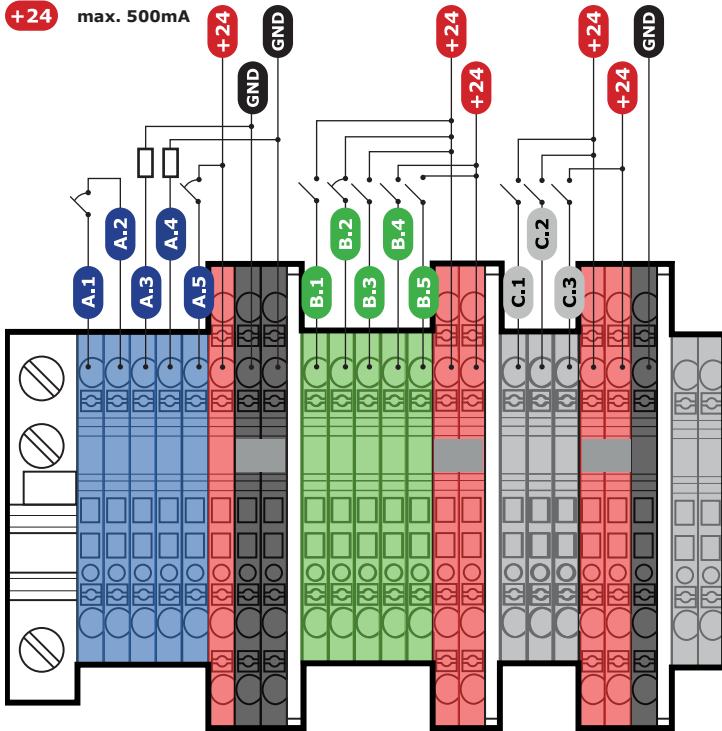 +24 max. 500mA
+24
GND
GND
+24
+24
+24
+24
GND
A.1
A.2
A.3
A.4
A.5
B.1
B.2
B.3
B.4
B.5
C.1
C.2
C.3